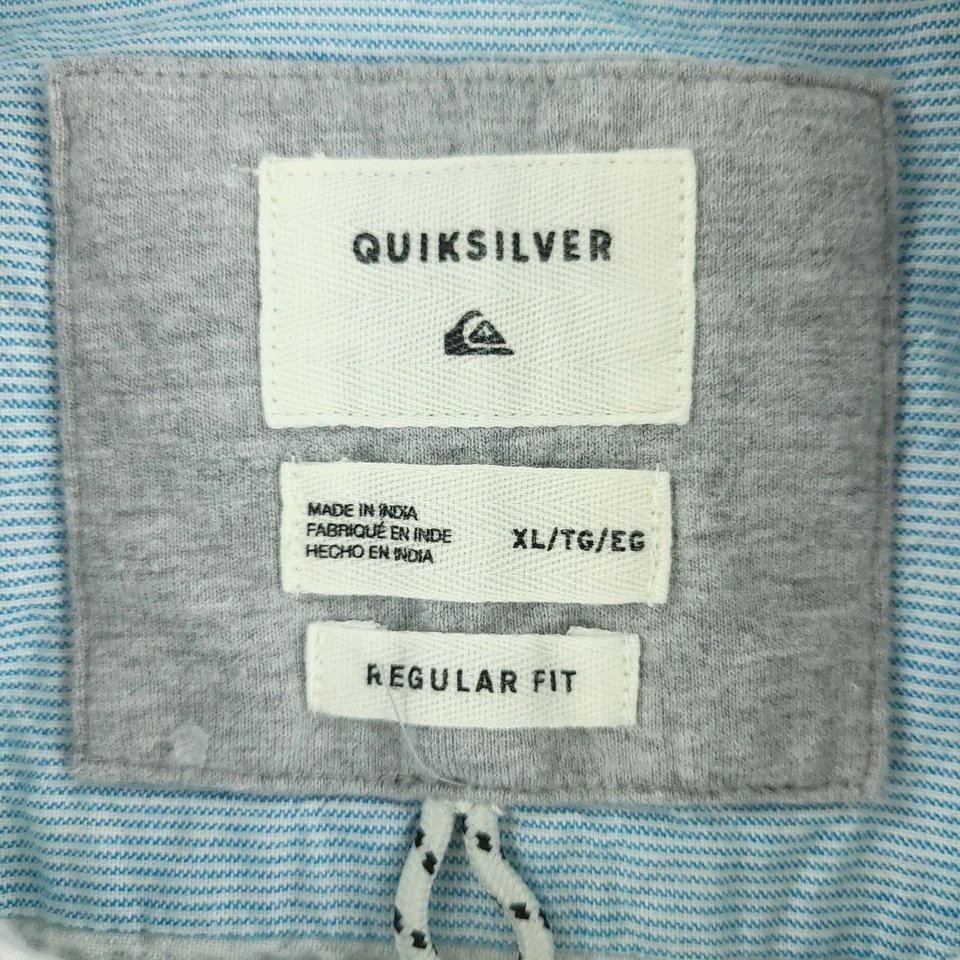 QUIKSILVER
MADE IN INDIA
FABRIQUÉ EN INDE
HECHO EN INDIA
XL/TG/EG
REGULAR FIT